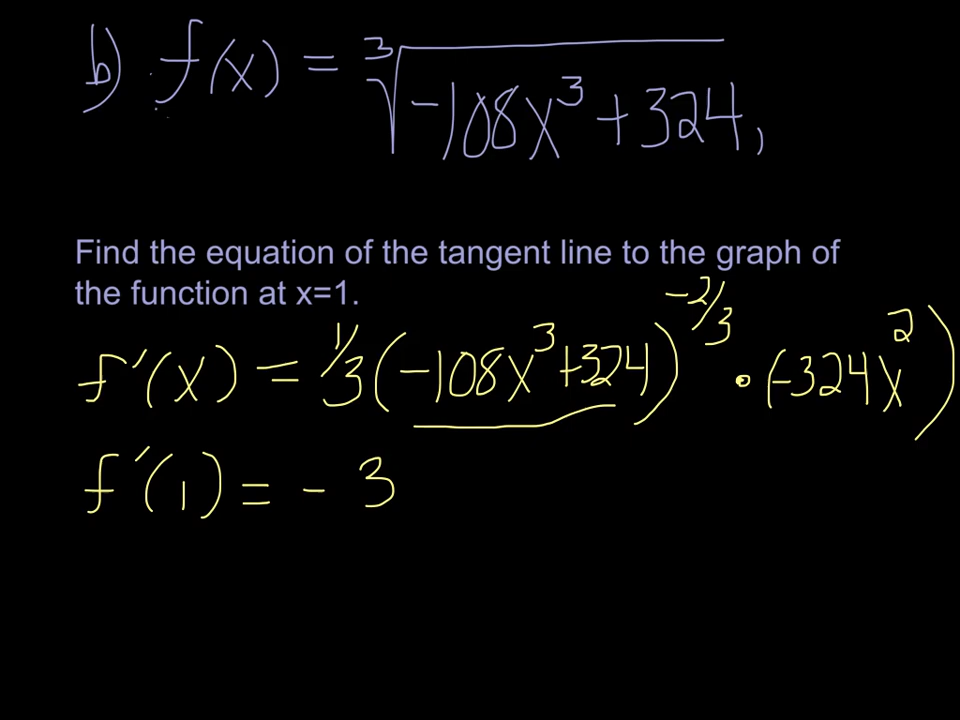 b) f(x) = ∛(-108x³ + 324),
Find the equation of the tangent line to the graph of
the function at x=1.
f'(x) = 1/3 (-108x³+324)^(-2/3) • (-324x²)
f'(1) = - 3